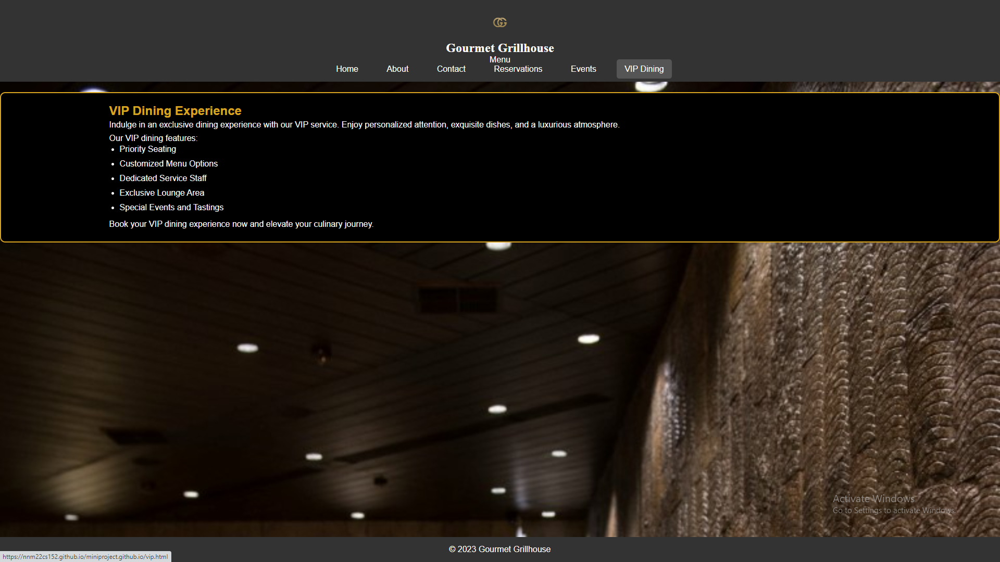 GG
Gourmet Grillhouse
Menu
Home About Contact Reservations Events VIP Dining
VIP Dining Experience
Indulge in an exclusive dining experience with our VIP service. Enjoy personalized attention, exquisite dishes, and a luxurious atmosphere.
Our VIP dining features:
• Priority Seating
• Customized Menu Options
• Dedicated Service Staff
• Exclusive Lounge Area
• Special Events and Tastings
Book your VIP dining experience now and elevate your culinary journey.
Activate Windows
Go to Settings to activate Windows.
© 2023 Gourmet Grillhouse
https://nnm22cs152.github.io/miniproject.github.io/vip.html